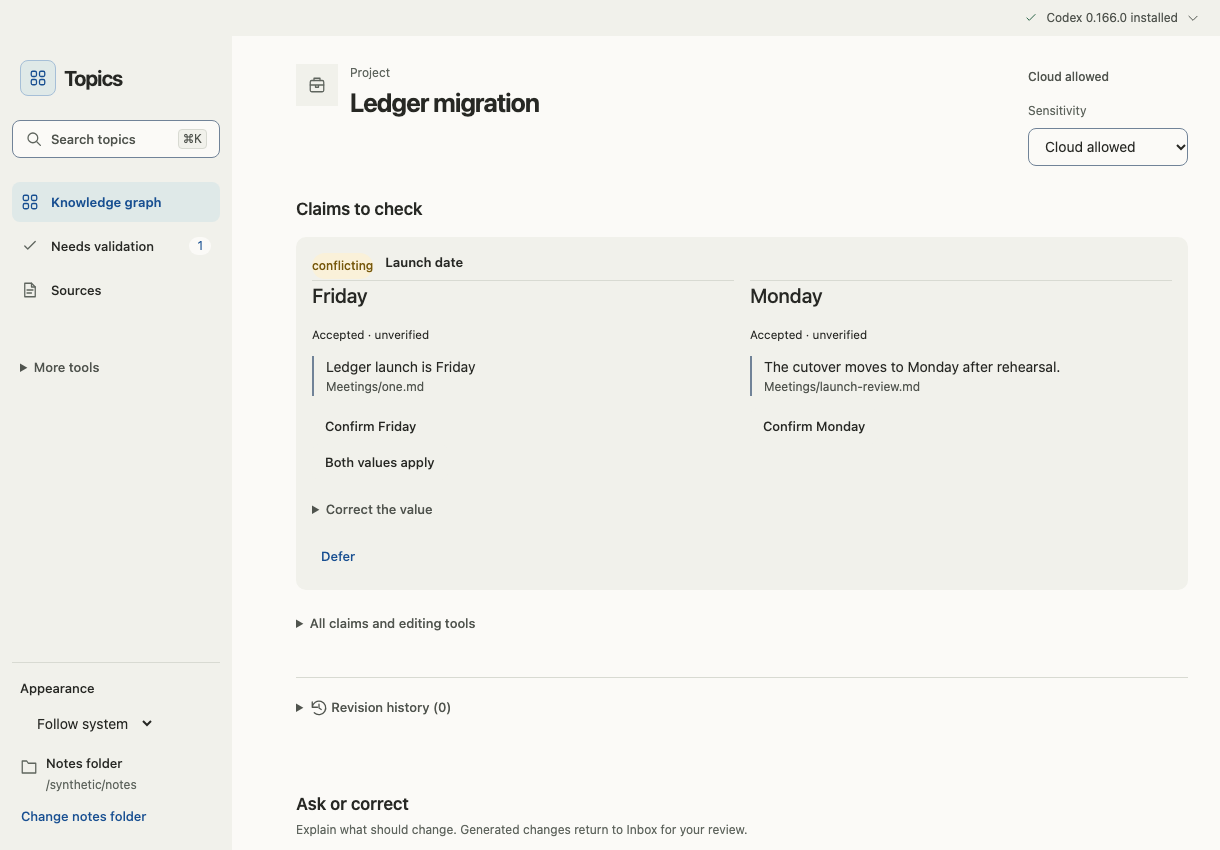 Codex 0.166.0 installed
Topics
Search topics ⌘K
Knowledge graph
Needs validation 1
Sources
More tools
Appearance
Follow system
Notes folder
/synthetic/notes
Change notes folder
Project
Ledger migration
Cloud allowed
Sensitivity
Cloud allowed
Claims to check
conflicting Launch date
Friday
Accepted · unverified
Ledger launch is Friday
Meetings/one.md
Confirm Friday
Both values apply
Monday
Accepted · unverified
The cutover moves to Monday after rehearsal.
Meetings/launch-review.md
Confirm Monday
Correct the value
Defer
All claims and editing tools
Revision history (0)
Ask or correct
Explain what should change. Generated changes return to Inbox for your review.